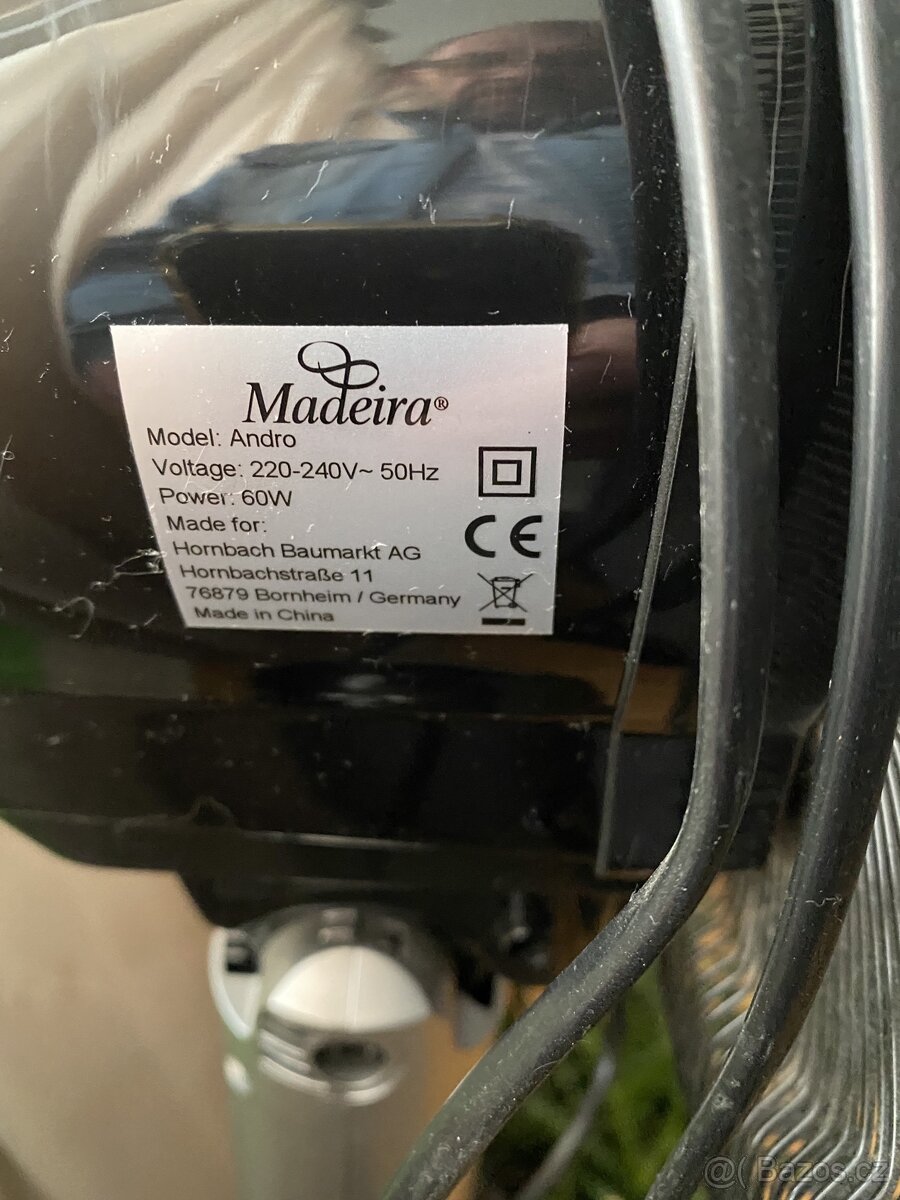 Madeira®
Model: Andro
Voltage: 220-240V~ 50Hz
Power: 60W
Made for:
Hornbach Baumarkt AG
Hornbachstraße 11
76879 Bornheim / Germany
Made in China
CE
@( Bazos.cz